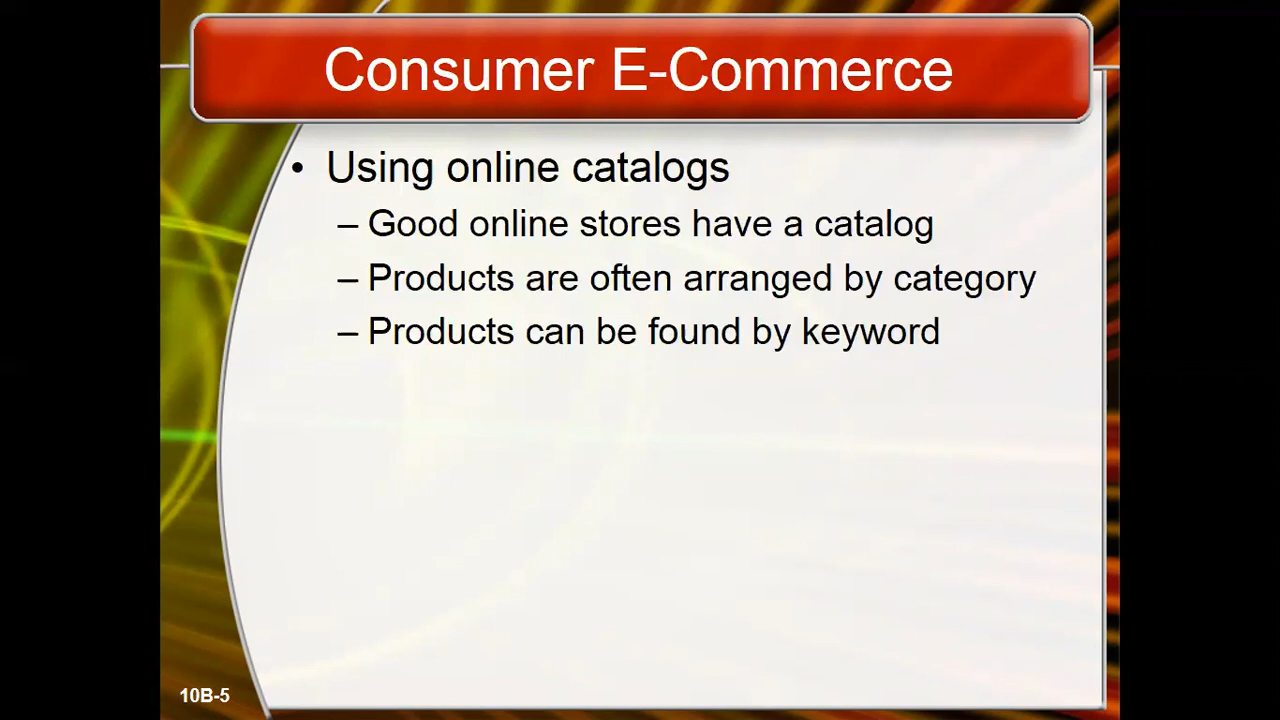 Consumer E-Commerce
• Using online catalogs
– Good online stores have a catalog
– Products are often arranged by category
– Products can be found by keyword
10B-5